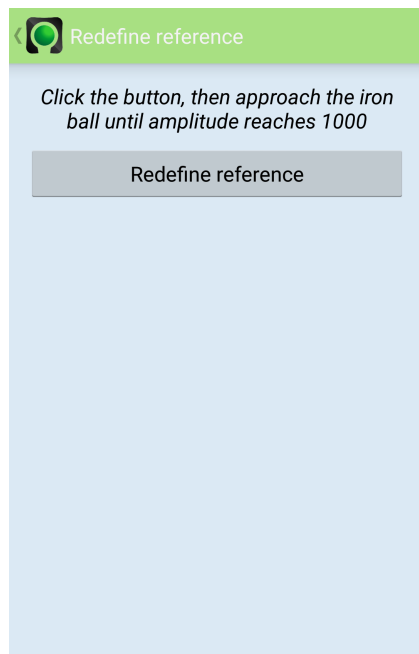 Redefine reference
Click the button, then approach the iron
ball until amplitude reaches 1000
Redefine reference